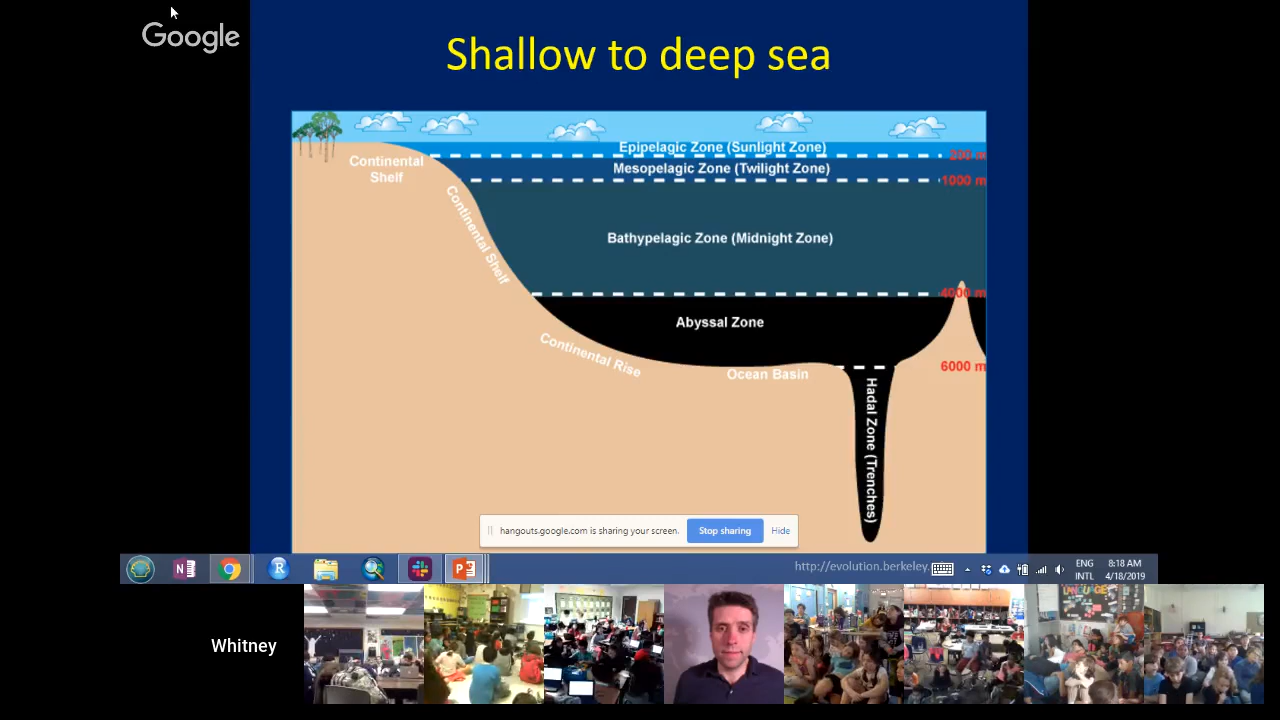 Google
Shallow to deep sea
Epipelagic Zone (Sunlight Zone)
200 m
Continental
Shelf
Mesopelagic Zone (Twilight Zone)
1000 m
Continental Shelf
Bathypelagic Zone (Midnight Zone)
4000 m
Abyssal Zone
Continental Rise
Ocean Basin
6000 m
Hadal Zone (Trenches)
hangouts.google.com is sharing your screen.
Stop sharing
Hide
http://evolution.berkeley.
ENG
INTL
8:18 AM
4/18/2019
Whitney